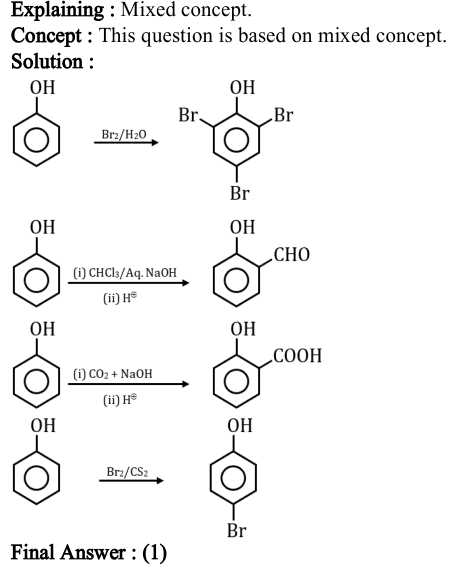 Explaining : Mixed concept.
Concept : This question is based on mixed concept.
Solution :
OH OH
Br Br
Br₂/H₂O
Br
OH OH
CHO
(i) CHCl₃/Aq. NaOH
(ii) H⊕
OH OH
COOH
(i) CO₂ + NaOH
(ii) H⊕
OH OH
Br₂/CS₂
Br
Final Answer : (1)